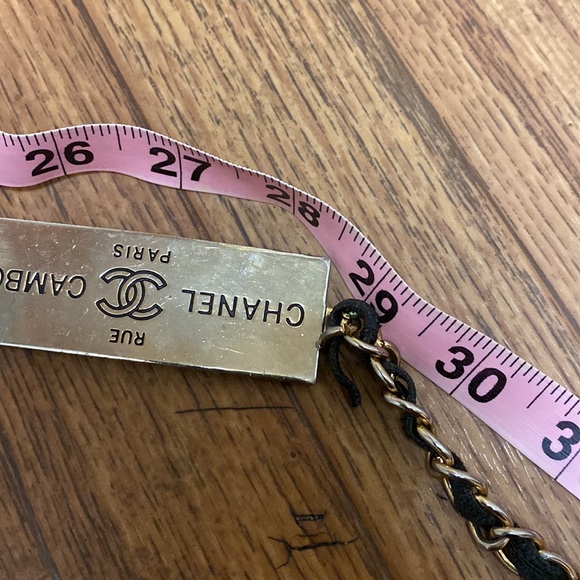 26 27 28 29 30
CHANEL
RUE CAMBO
PARIS